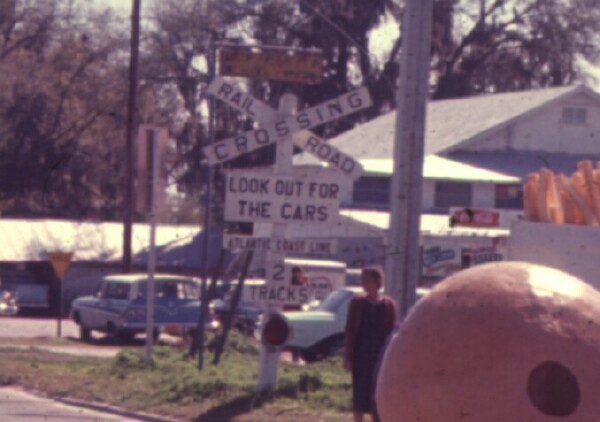 RAIL CROSSING ROAD
LOOK OUT FOR
THE CARS
ATLANTIC COAST LINE
2
TRACKS